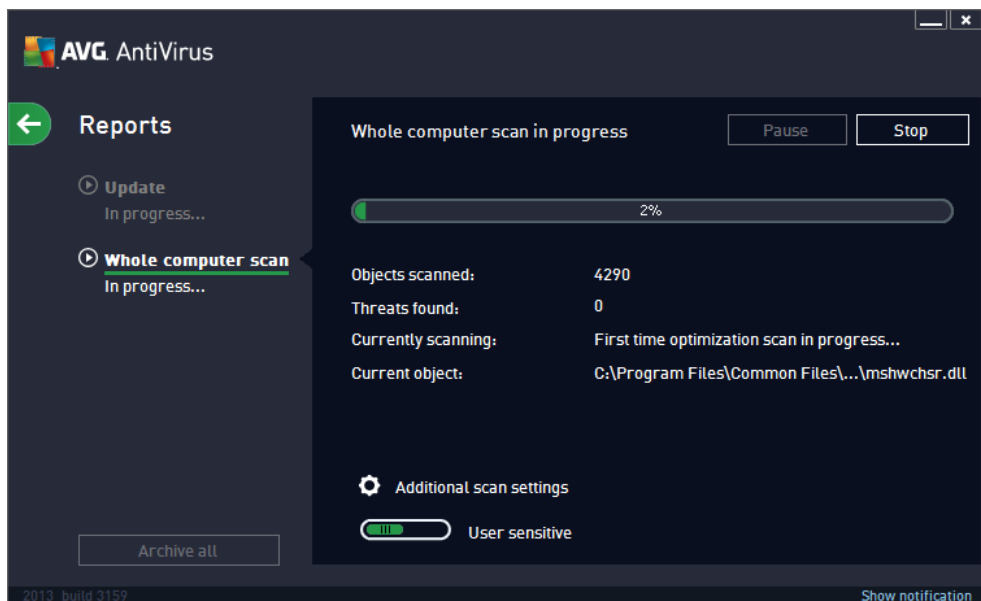 AVG. AntiVirus
Reports
Update
In progress...
Whole computer scan
In progress...
Archive all
Whole computer scan in progress
Pause
Stop
2%
Objects scanned: 4290
Threats found: 0
Currently scanning: First time optimization scan in progress...
Current object: C:\Program Files\Common Files\...\mshwchsr.dll
Additional scan settings
User sensitive
2013 build 3159
Show notification